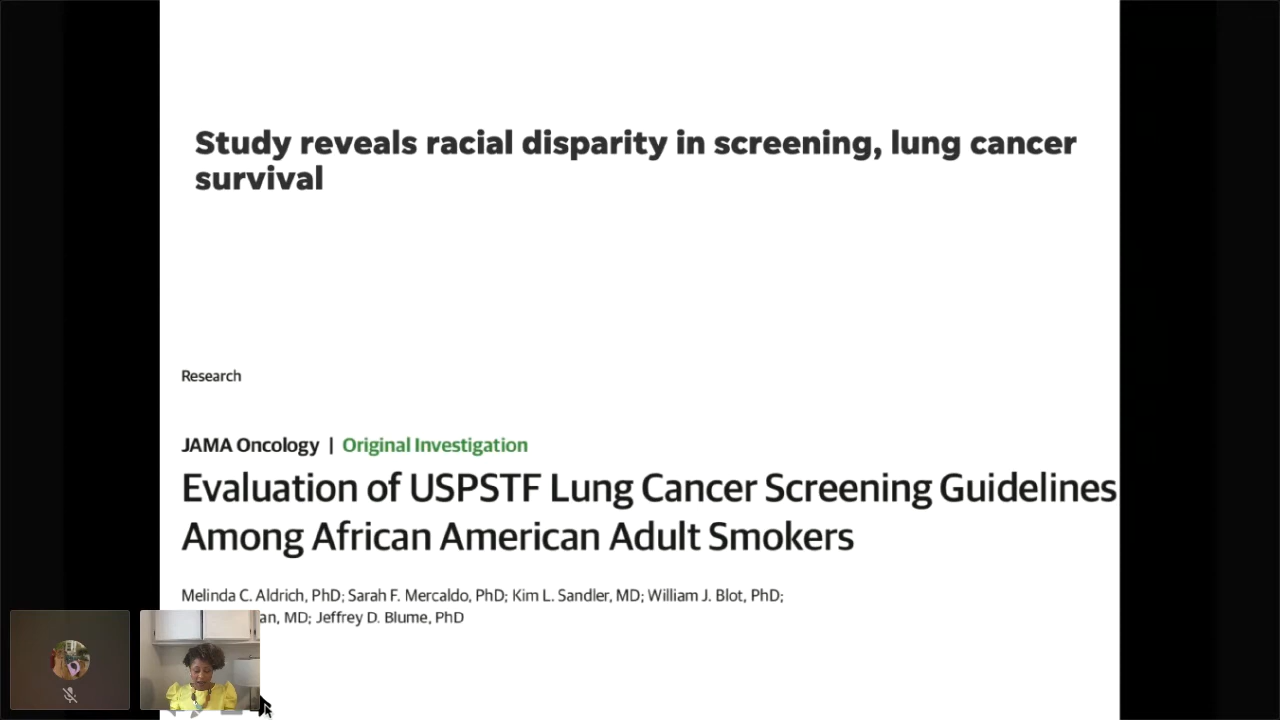 Study reveals racial disparity in screening, lung cancer
survival
Research
JAMA Oncology | Original Investigation
Evaluation of USPSTF Lung Cancer Screening Guidelines
Among African American Adult Smokers
Melinda C. Aldrich, PhD; Sarah F. Mercaldo, PhD; Kim L. Sandler, MD; William J. Blot, PhD;
an, MD; Jeffrey D. Blume, PhD